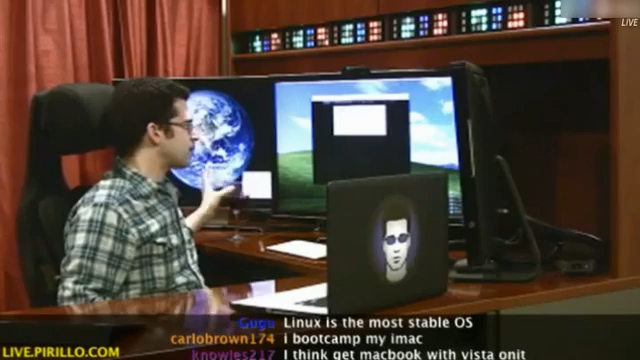 LIVE
Gugu Linux is the most stable OS
carlobrown174 i bootcamp my imac
LIVE.PIRILLO.COM knowles217 I think get macbook with vista onit